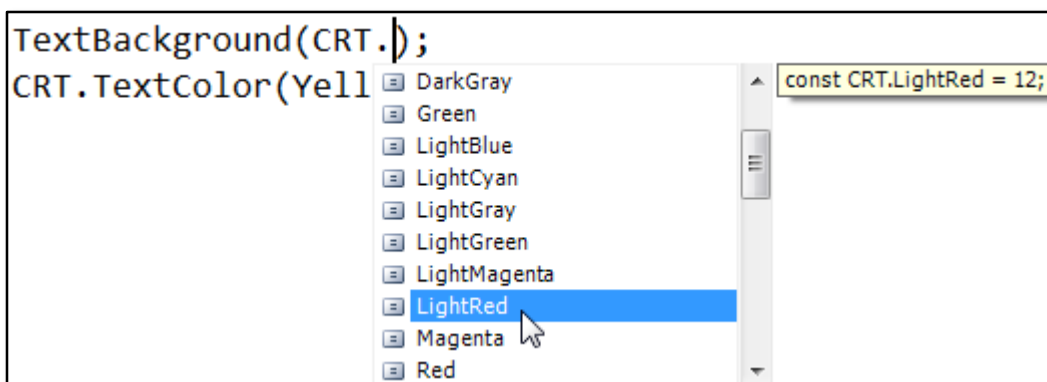 TextBackground(CRT.);
CRT.TextColor(Yell
DarkGray
const CRT.LightRed = 12;
Green
LightBlue
LightCyan
LightGray
LightGreen
LightMagenta
LightRed
Magenta
Red